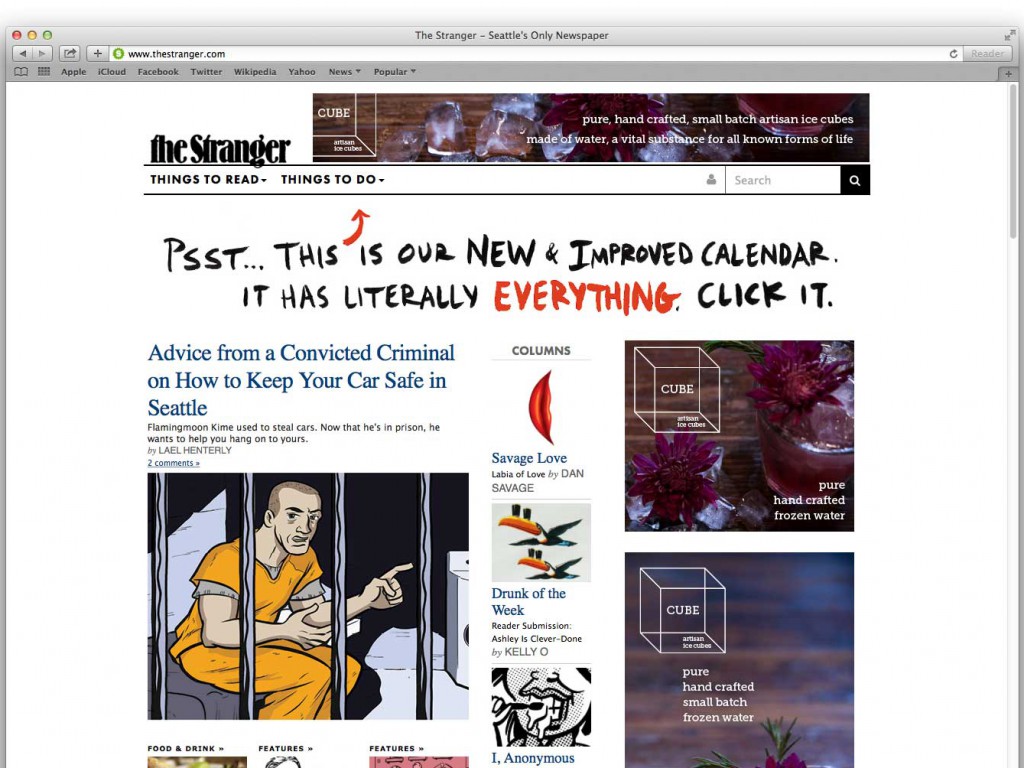 The Stranger – Seattle's Only Newspaper
www.thestranger.com
Reader
Apple iCloud Facebook Twitter Wikipedia Yahoo News Popular
CUBE
artisan
ice cubes
pure, hand crafted, small batch artisan ice cubes
made of water, a vital substance for all known forms of life
the Stranger
THINGS TO READ THINGS TO DO
Search
PSST... THIS IS OUR NEW & IMPROVED CALENDAR.
IT HAS LITERALLY EVERYTHING. CLICK IT.
Advice from a Convicted Criminal
on How to Keep Your Car Safe in
Seattle
Flamingmoon Kime used to steal cars. Now that he's in prison, he
wants to help you hang on to yours.
by LAEL HENTERLY
2 comments »
COLUMNS
Savage Love
Labia of Love by DAN
SAVAGE
Drunk of the
Week
Reader Submission:
Ashley Is Clever-Done
by KELLY O
I, Anonymous
CUBE
artisan
ice cubes
pure
hand crafted
frozen water
CUBE
artisan
ice cubes
pure
hand crafted
small batch
frozen water
FOOD & DRINK » FEATURES » FEATURES »